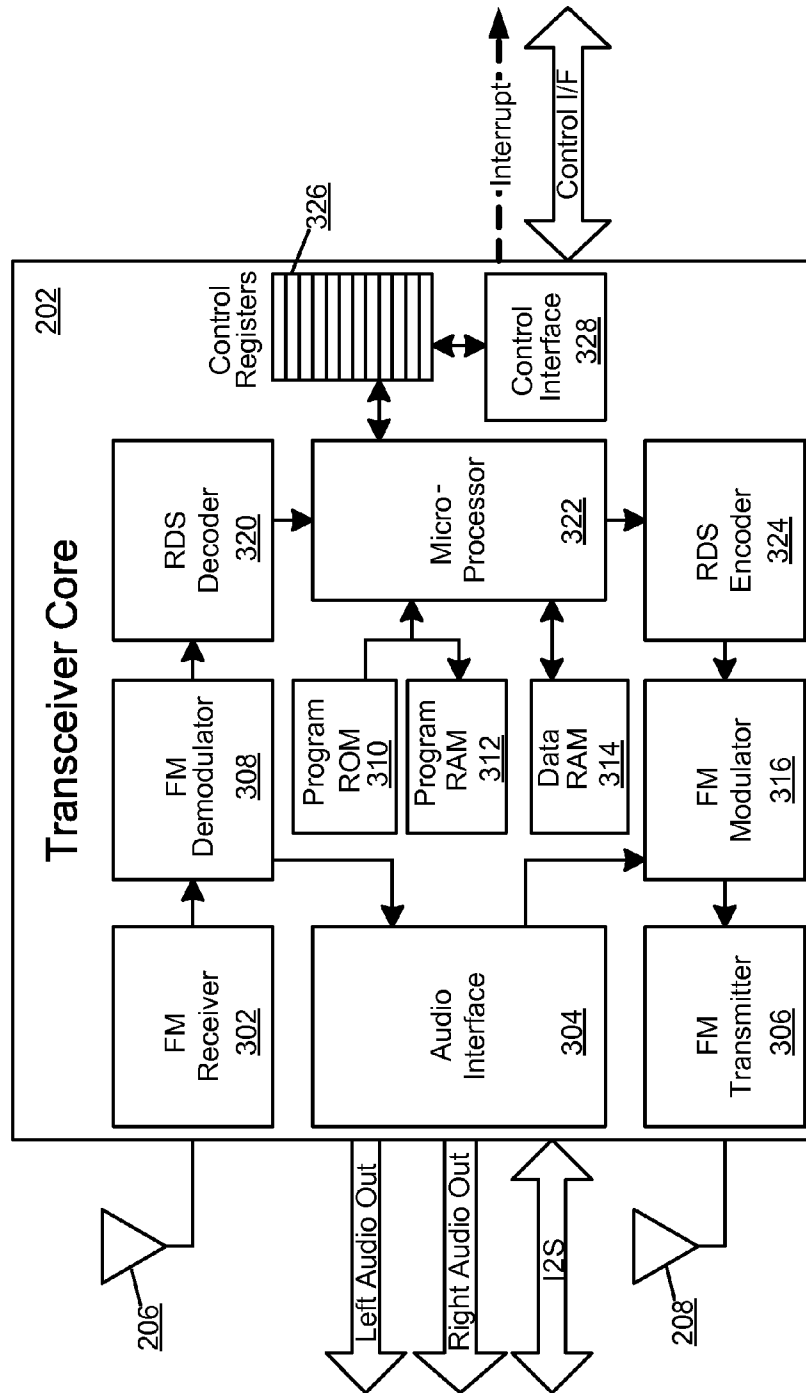 Transceiver Core
202
206
FM
Receiver
302
FM
Demodulator
308
RDS
Decoder
320
Control
Registers
326
Left Audio Out
Right Audio Out
I2S
Audio
Interface
304
Program
ROM
310
Program
RAM
312
Data
RAM
314
Micro-
Processor
322
Control
Interface
328
Interrupt
Control I/F
208
FM
Transmitter
306
FM
Modulator
316
RDS
Encoder
324